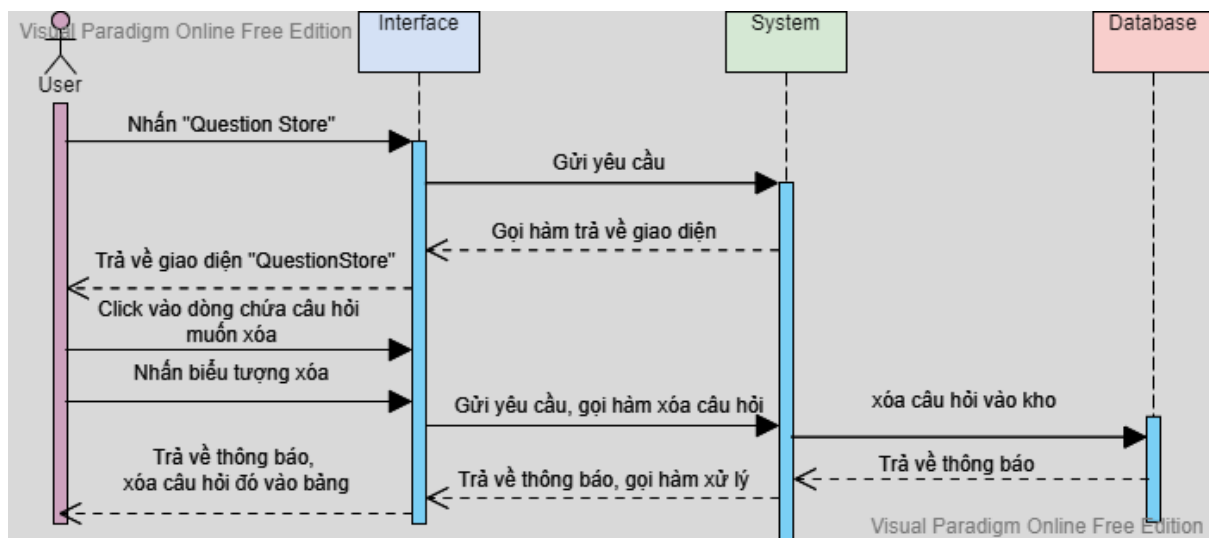 Visual Paradigm Online Free Edition
Interface
System
Database
User
Nhấn "Question Store"
Gửi yêu cầu
Gọi hàm trả về giao diện
Trả về giao diện "QuestionStore"
Click vào dòng chứa câu hỏi
muốn xóa
Nhấn biểu tượng xóa
Gửi yêu cầu, gọi hàm xóa câu hỏi
xóa câu hỏi vào kho
Trả về thông báo
Trả về thông báo, gọi hàm xử lý
Trả về thông báo,
xóa câu hỏi đó vào bảng
Visual Paradigm Online Free Edition